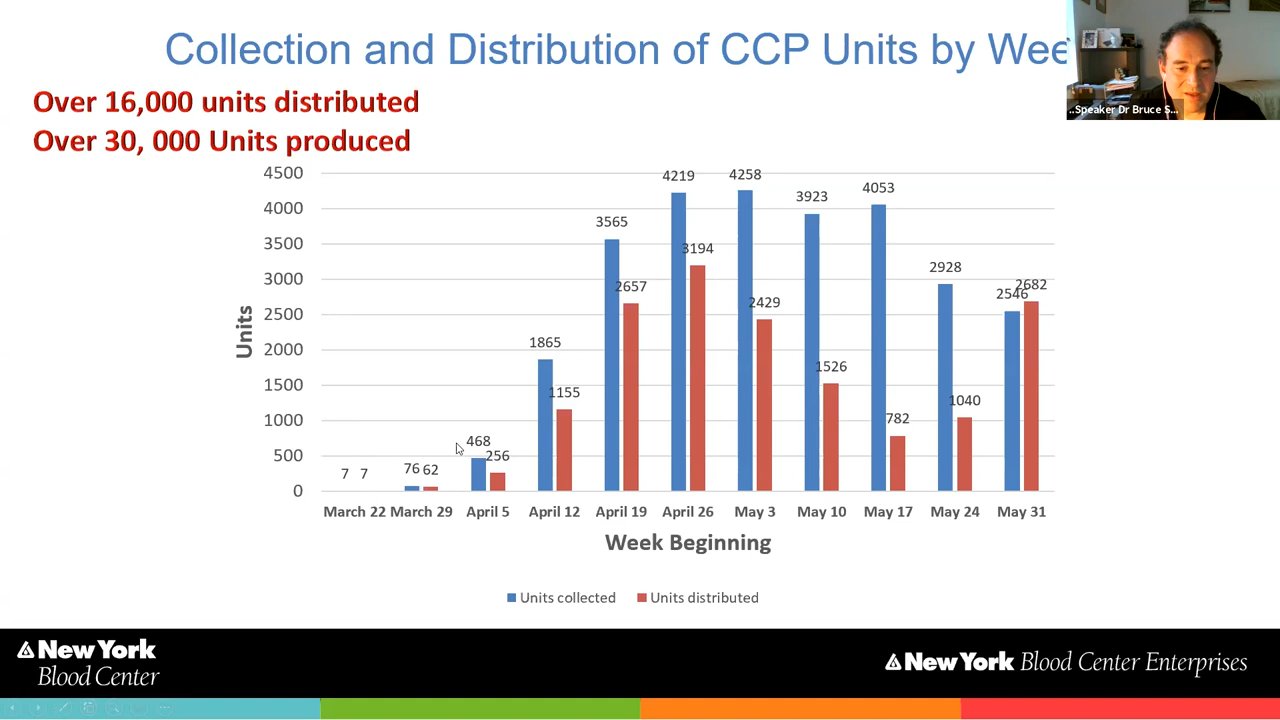 Collection and Distribution of CCP Units by Wee
..Speaker Dr Bruce S...
Over 16,000 units distributed
Over 30, 000 Units produced
4500
4000
3500
3000
2500
2000
1500
1000
500
0
Units
7 7
76 62
468
256
1865
1155
3565
2657
4219
3194
4258
2429
3923
1526
4053
782
2928
1040
2546
2682
March 22 March 29 April 5 April 12 April 19 April 26 May 3 May 10 May 17 May 24 May 31
Week Beginning
Units collected Units distributed
New York
Blood Center
New York Blood Center Enterprises